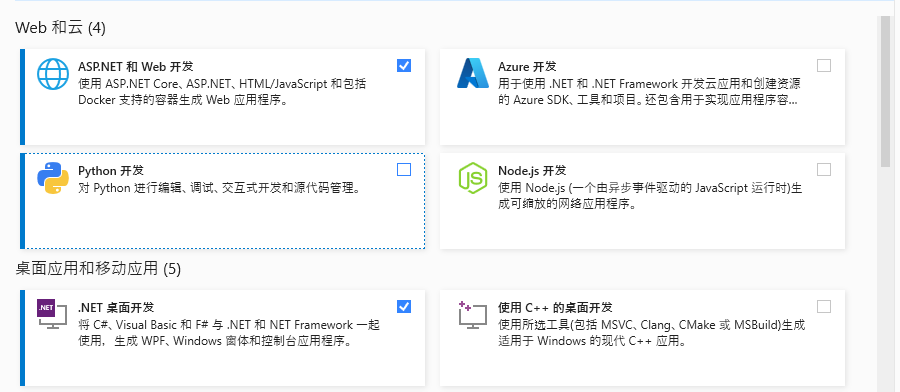 Web 和云 (4)
ASP.NET 和 Web 开发
使用 ASP.NET Core、ASP.NET、HTML/JavaScript 和包括
Docker 支持的容器生成 Web 应用程序。
Azure 开发
用于使用 .NET 和 .NET Framework 开发云应用和创建资源
的 Azure SDK、工具和项目。还包含用于实现应用程序容...
Python 开发
对 Python 进行编辑、调试、交互式开发和源代码管理。
Node.js 开发
使用 Node.js (一个由异步事件驱动的 JavaScript 运行时)生
成可缩放的网络应用程序。
桌面应用和移动应用 (5)
.NET
.NET 桌面开发
将 C#、Visual Basic 和 F# 与 .NET 和 NET Framework 一起
使用，生成 WPF、Windows 窗体和控制台应用程序。
使用 C++ 的桌面开发
使用所选工具(包括 MSVC、Clang、CMake 或 MSBuild)生成
适用于 Windows 的现代 C++ 应用。